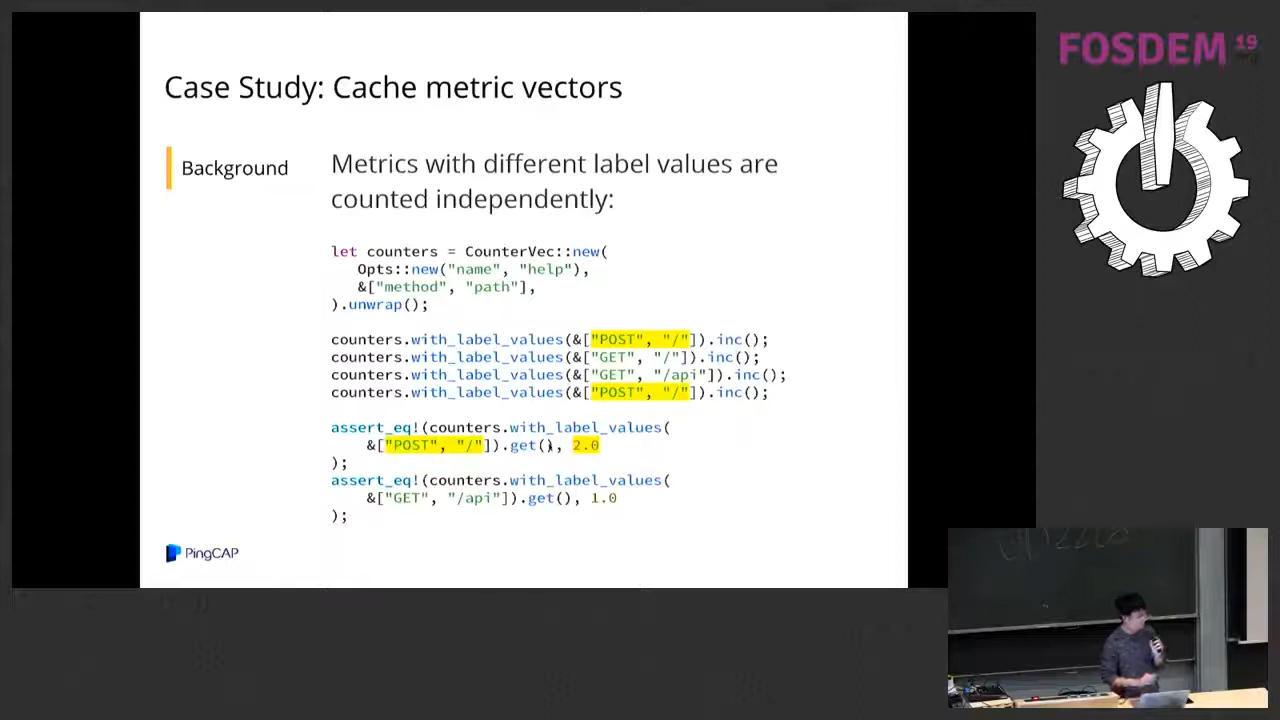 Case Study: Cache metric vectors
Background
Metrics with different label values are
counted independently:
let counters = CounterVec::new(
Opts::new("name", "help"),
&["method", "path"],
).unwrap();
counters.with_label_values(&["POST", "/"]).inc();
counters.with_label_values(&["GET", "/"]).inc();
counters.with_label_values(&["GET", "/api"]).inc();
counters.with_label_values(&["POST", "/"]).inc();
assert_eq!(counters.with_label_values(
&["POST", "/"]).get(), 2.0
);
assert_eq!(counters.with_label_values(
&["GET", "/api"]).get(), 1.0
);
PingCAP
FOSDEM 19